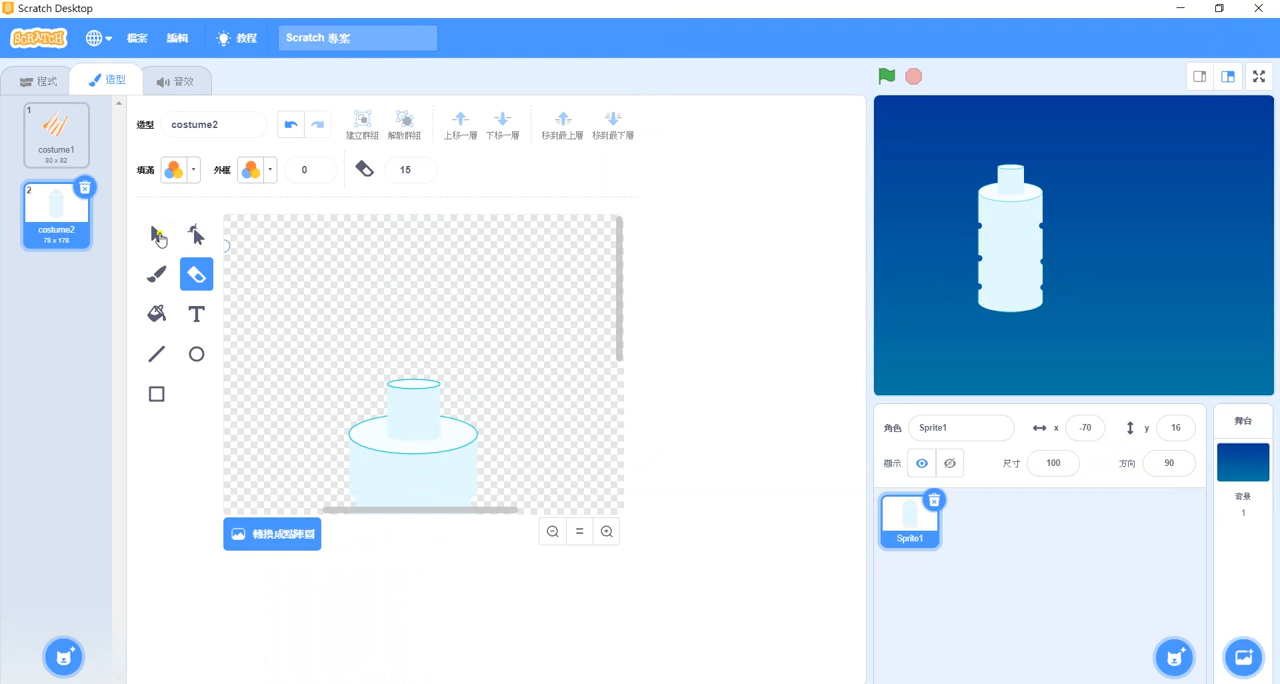 Scratch Desktop
SCRATCH 檔案 編輯 教程 Scratch 專案
程式 造型 音效
1
costume1
80 x 82
2
costume2
78 x 178
造型 costume2 建立群組 解散群組 上移一層 下移一層 移到最上層 移到最下層
填滿 外框 0 15
T
轉換成點陣圖
角色 Sprite1 x -70 y 16
顯示 尺寸 100 方向 90
Sprite1
舞台
背景
1